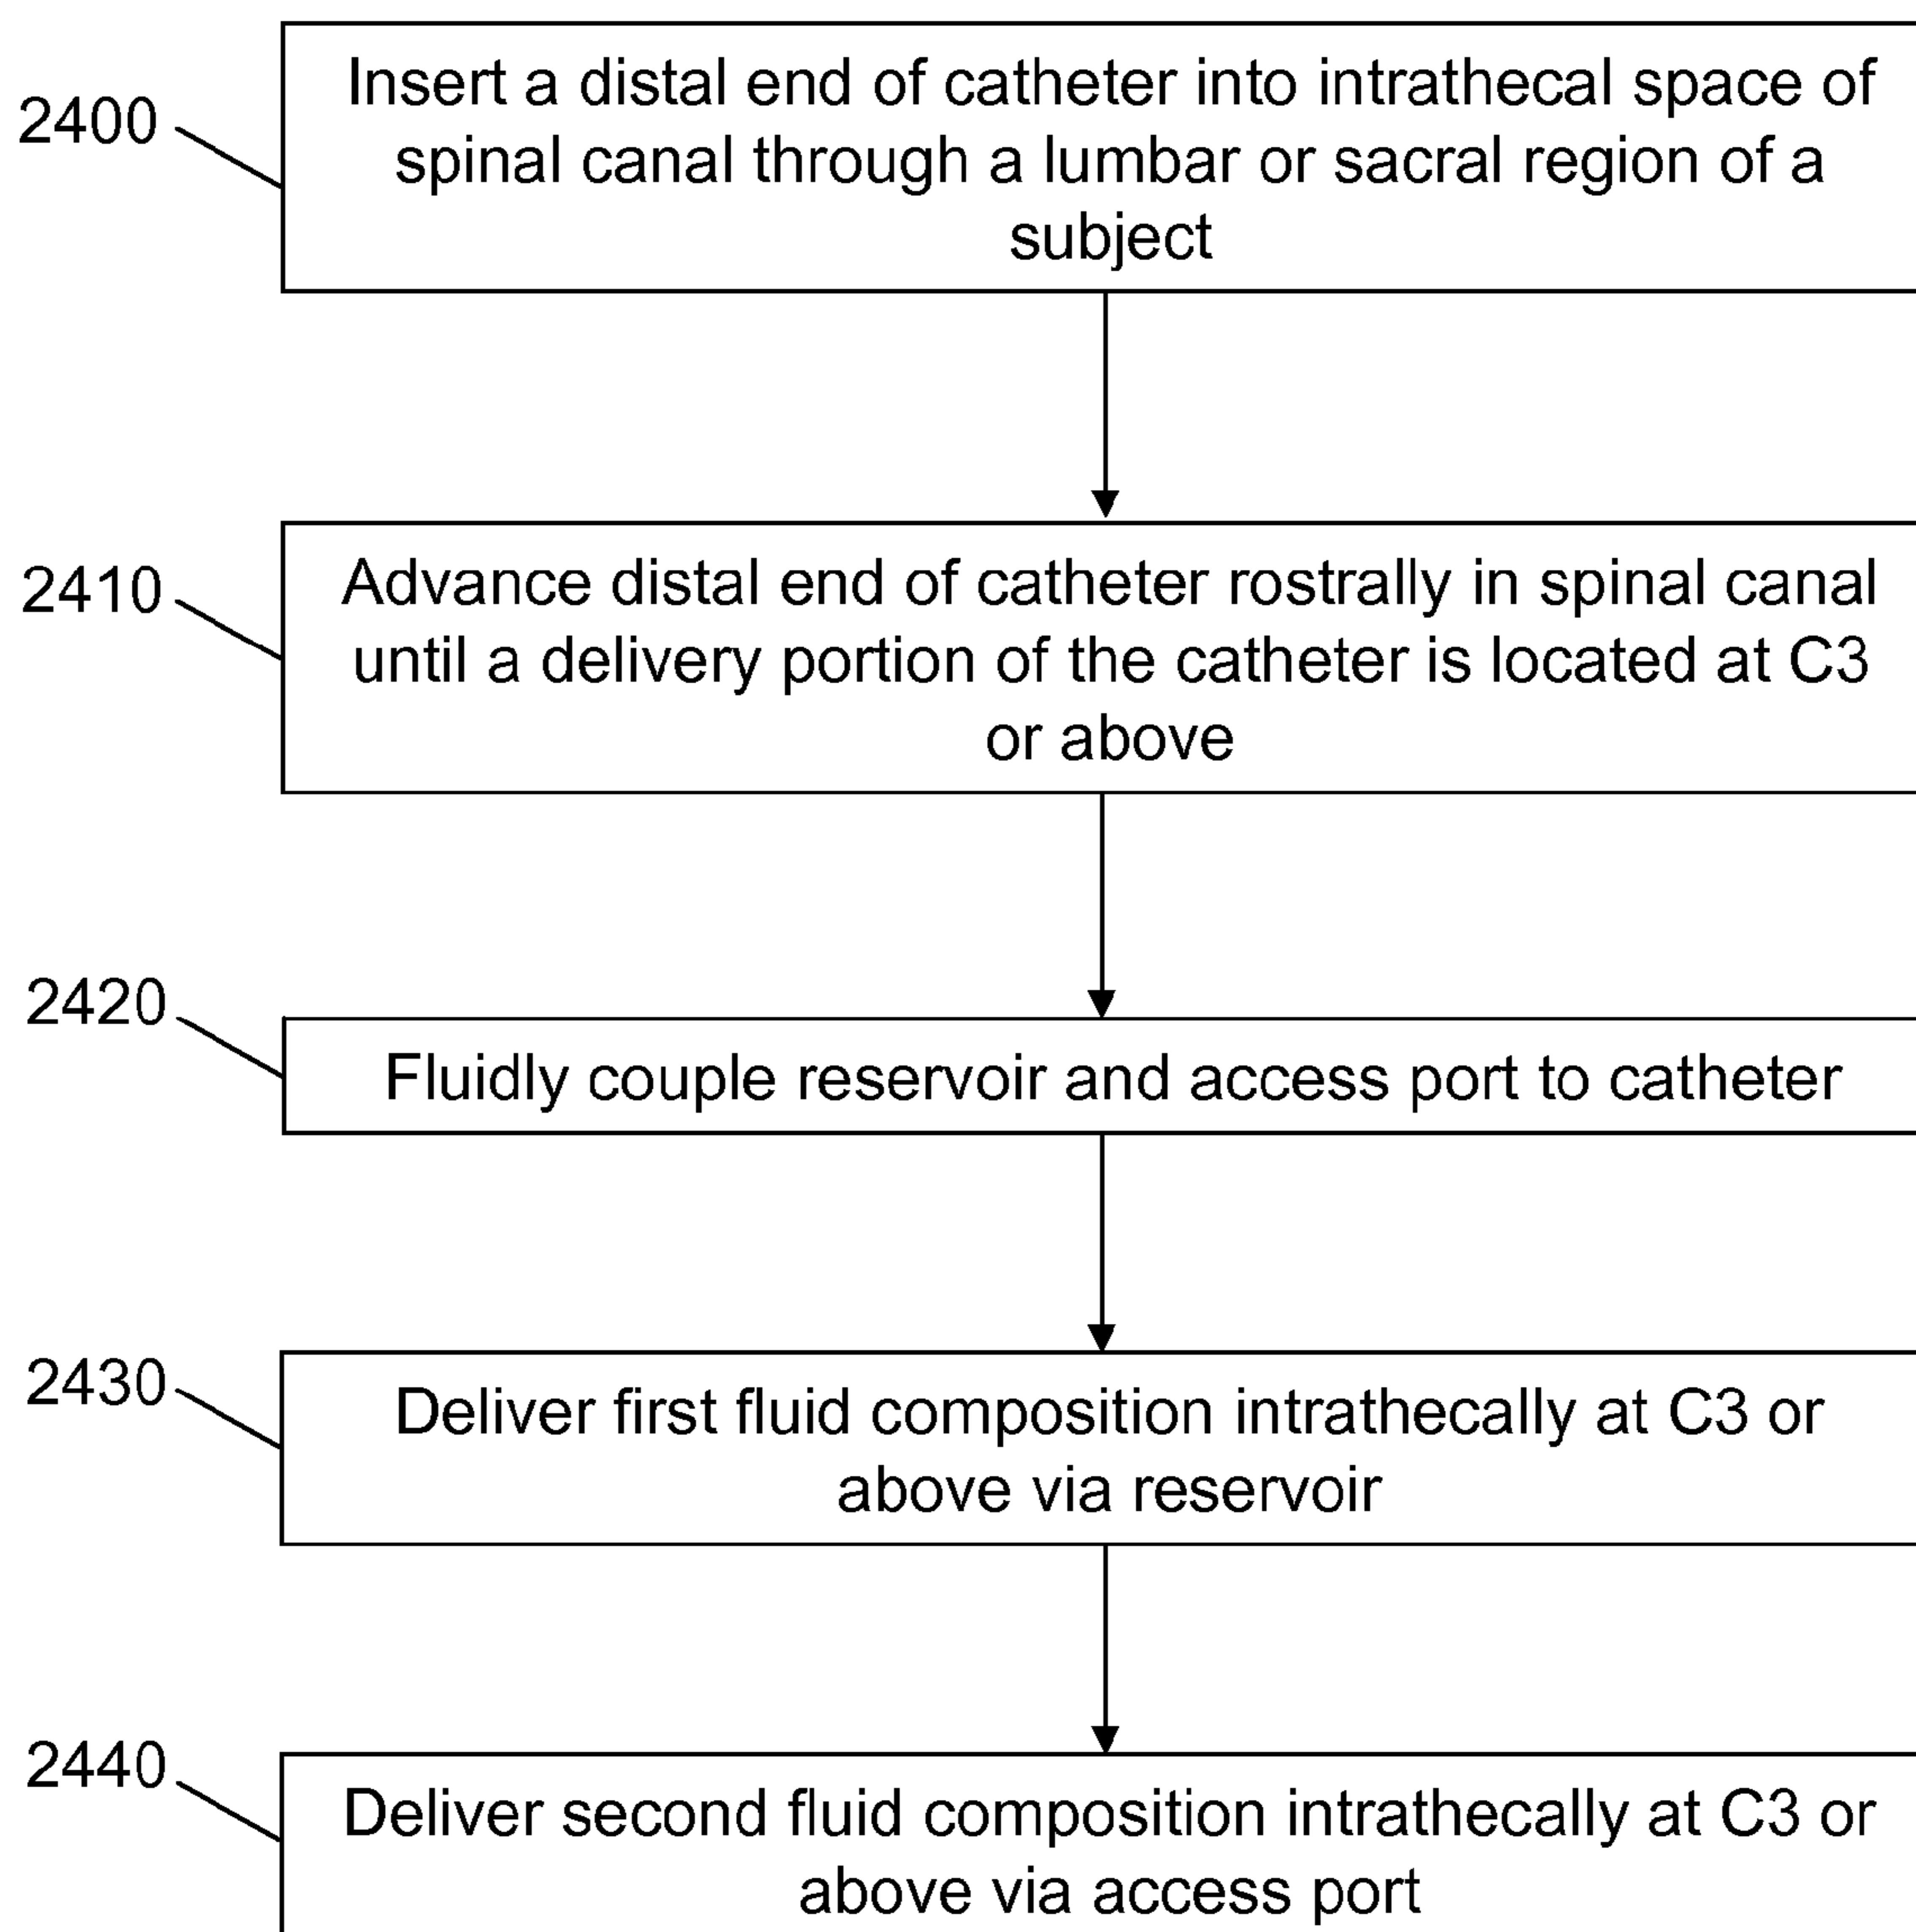 2400
Insert a distal end of catheter into intrathecal space of
spinal canal through a lumbar or sacral region of a
subject
2410
Advance distal end of catheter rostrally in spinal canal
until a delivery portion of the catheter is located at C3
or above
2420
Fluidly couple reservoir and access port to catheter
2430
Deliver first fluid composition intrathecally at C3 or
above via reservoir
2440
Deliver second fluid composition intrathecally at C3 or
above via access port